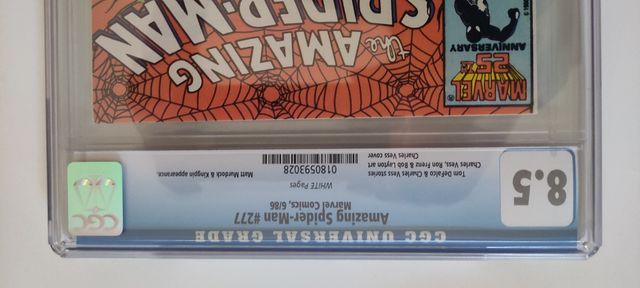 CGC UNIVERSAL GRADE
8.5
Amazing Spider-Man #277
Marvel Comics, 6/86
WHITE Pages
0180593028
Tom DeFalco & Charles Vess stories
Charles Vess, Ron Frenz & Bob Layton art
Charles Vess cover
Matt Murdock & Kingpin appearance.
CGC
MARVEL
25TH
ANNIVERSARY
the
AMAZING
SPIDER-MAN